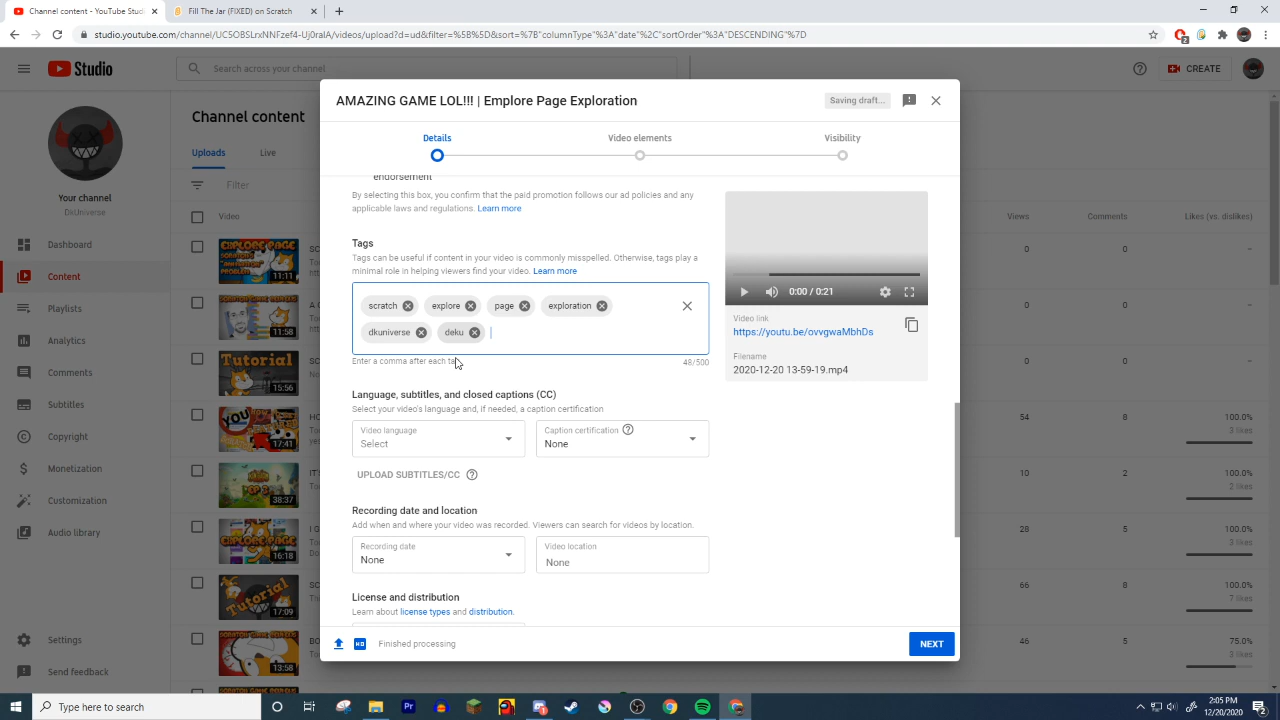 Channel content - YouTube Studio
Fill The Jar (FIXED) on Scratch
studio.youtube.com/channel/UC5OBSLrxNNFzef4-Uj0ralA/videos/upload?d=ud&filter=%5B%5D&sort=%7B"columnType"%3A"date"%2C"sortOrder"%3A"DESCENDING"%7D
Studio
Search across your channel
CREATE
Your channel
DkUniverse
Dashboard
Content
Playlists
Analytics
Comments
Subtitles
Copyright
Monetization
Customization
Audio library
Settings
Send feedback
Channel content
Uploads
Live
Filter
Video
Views
Comments
Likes (vs. dislikes)
EXPLORE PAGE
SCRATCH'S "ANIMATION" PROBLEM
11:11
0
0
–
11:58
0
0
–
Tutorial
15:56
0
0
–
YOU
17:41
54
8
100.0%
3 likes
38:37
10
2
100.0%
2 likes
EXPLORE PAGE
16:18
28
5
100.0%
3 likes
Tutorial
17:09
66
8
100.0%
7 likes
13:58
46
5
75.0%
3 likes
AMAZING GAME LOL!!! | Emplore Page Exploration
Saving draft...
Details
Video elements
Visibility
endorsement
By selecting this box, you confirm that the paid promotion follows our ad policies and any
applicable laws and regulations. Learn more
Tags
Tags can be useful if content in your video is commonly misspelled. Otherwise, tags play a
minimal role in helping viewers find your video. Learn more
scratch
explore
page
exploration
dkuniverse
deku
Enter a comma after each ta
48/500
Language, subtitles, and closed captions (CC)
Select your video's language and, if needed, a caption certification
Video language
Select
Caption certification
None
UPLOAD SUBTITLES/CC
Recording date and location
Add when and where your video was recorded. Viewers can search for videos by location.
Recording date
None
Video location
None
License and distribution
Learn about license types and distribution.
0:00 / 0:21
Video link
https://youtu.be/ovvgwaMbhDs
Filename
2020-12-20 13-59-19.mp4
HD
Finished processing
NEXT
Type here to search
2:05 PM
12/20/2020